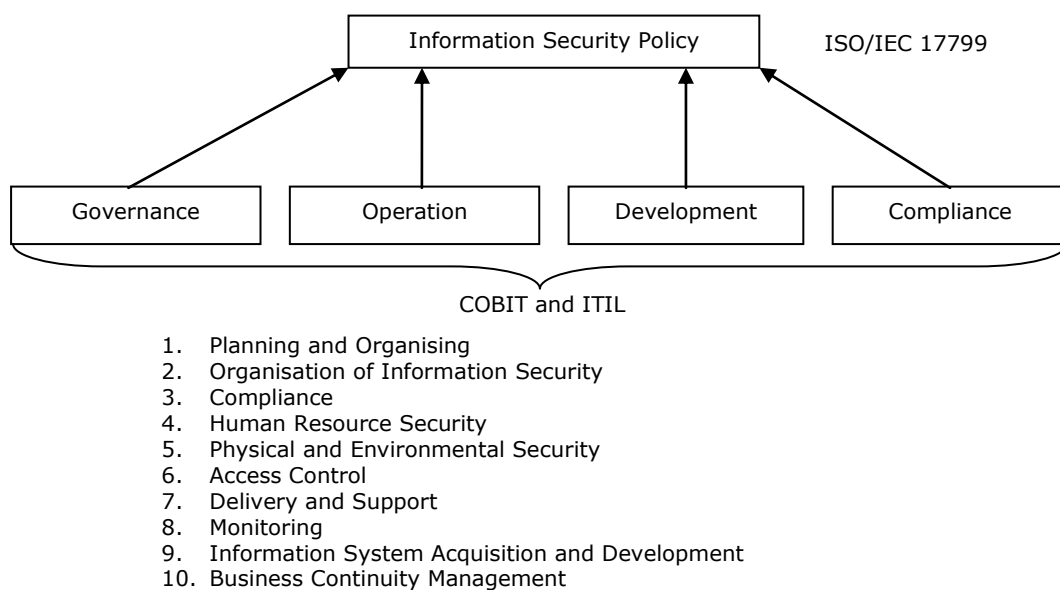 Information Security Policy ISO/IEC 17799
Governance Operation Development Compliance
COBIT and ITIL
1. Planning and Organising
2. Organisation of Information Security
3. Compliance
4. Human Resource Security
5. Physical and Environmental Security
6. Access Control
7. Delivery and Support
8. Monitoring
9. Information System Acquisition and Development
10. Business Continuity Management